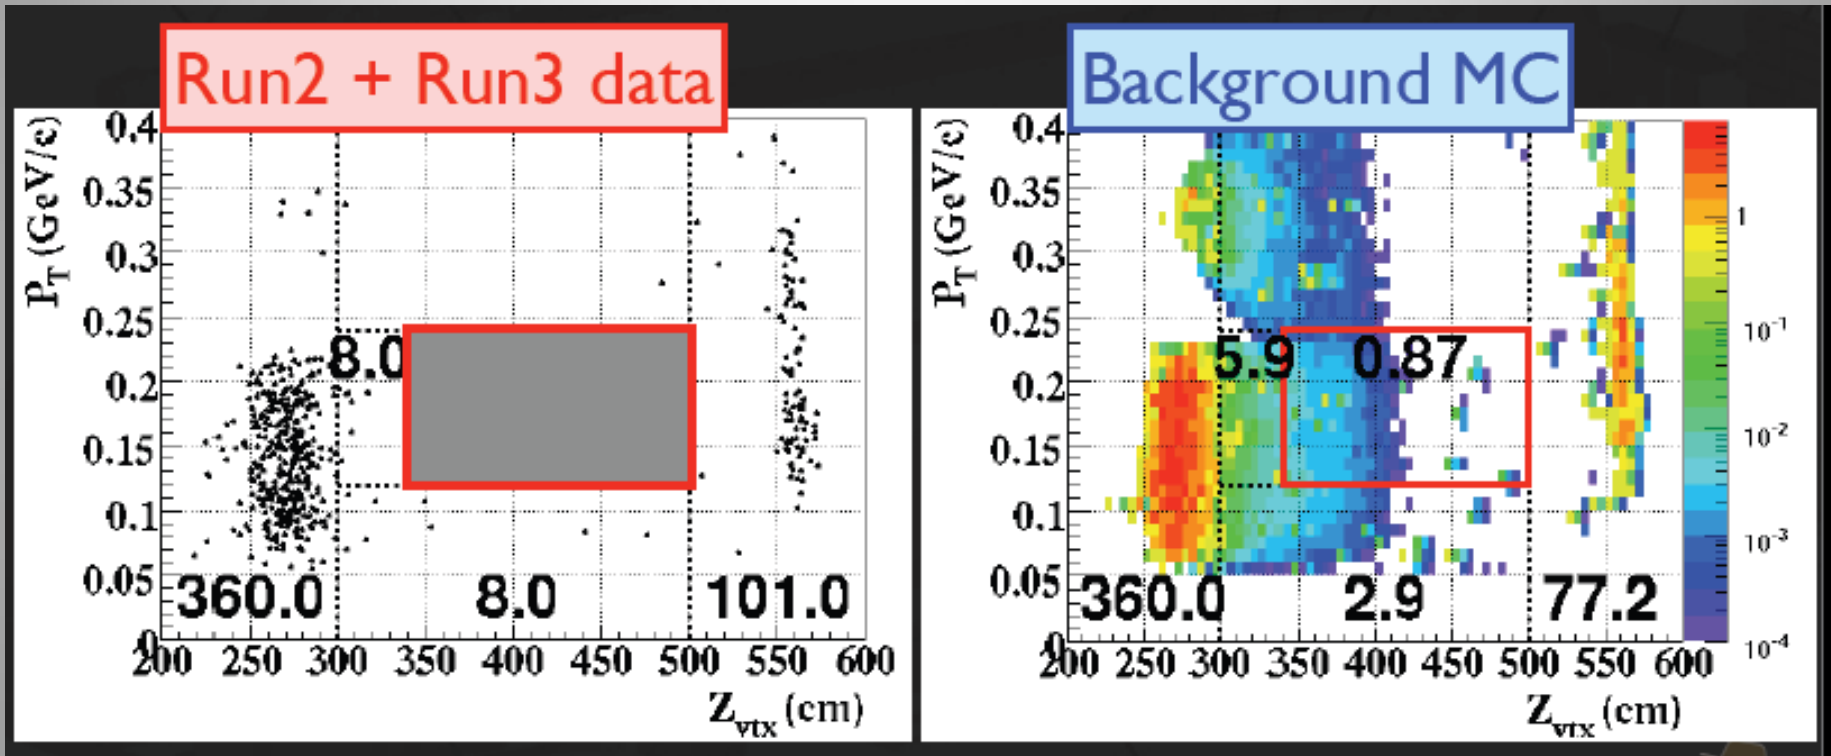 Run2 + Run3 data
P_T (GeV/c)
0.4
0.35
0.3
0.25
0.2
0.15
0.1
0.05
0
8.0
360.0 8.0 101.0
200 250 300 350 400 450 500 550 600
Z_vtx (cm)
Background MC
P_T (GeV/c)
0.4
0.35
0.3
0.25
0.2
0.15
0.1
0.05
0
5.9 0.87
360.0 2.9 77.2
200 250 300 350 400 450 500 550 600
Z_vtx (cm)
1
10⁻¹
10⁻²
10⁻³
10⁻⁴